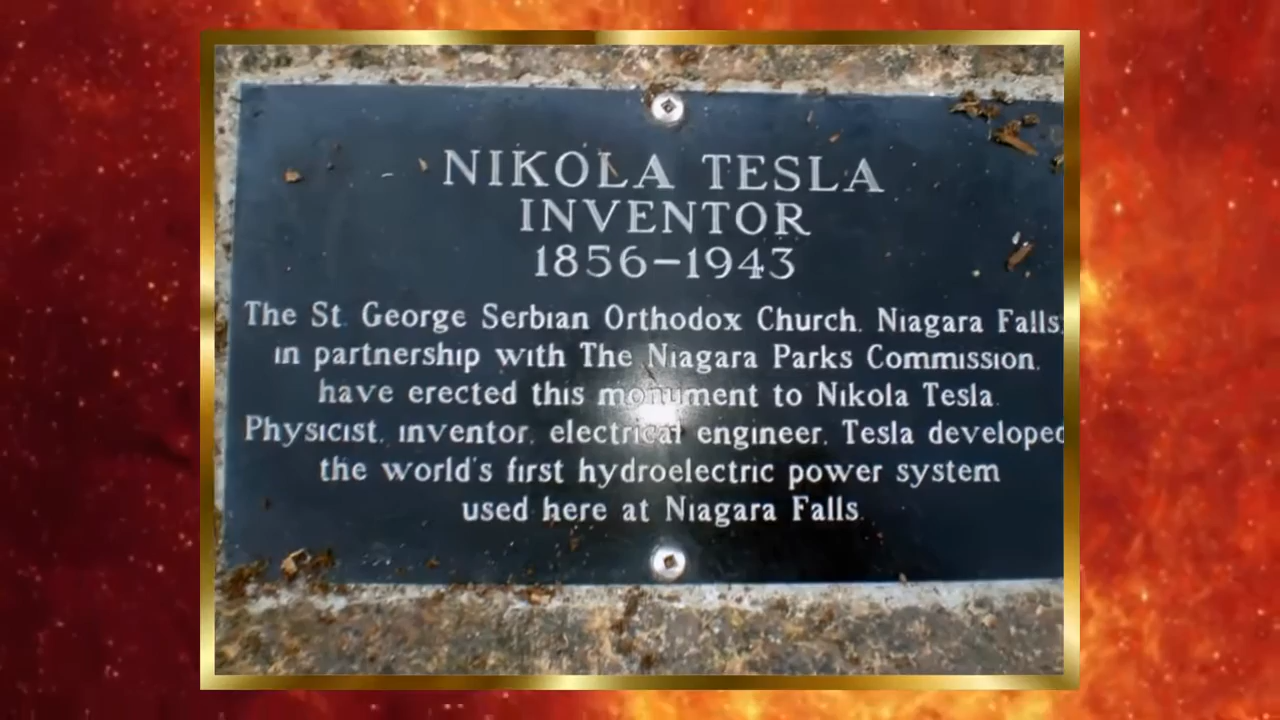 NIKOLA TESLA
INVENTOR
1856-1943
The St. George Serbian Orthodox Church, Niagara Falls,
in partnership with The Niagara Parks Commission,
have erected this monument to Nikola Tesla.
Physicist, inventor, electrical engineer, Tesla developed
the world's first hydroelectric power system
used here at Niagara Falls.